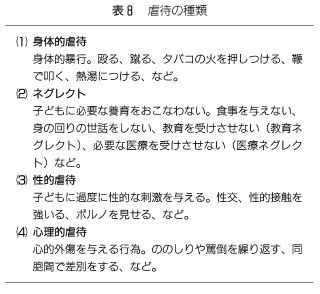 表8 虐待の種類
(1) 身体的虐待
身体的暴行。殴る、蹴る、タバコの火を押しつける、鞭
で叩く、熱湯につける、など。
(2) ネグレクト
子どもに必要な養育をおこなわない。食事を与えない、
身の回りの世話をしない、教育を受けさせない（教育ネ
グレクト）、必要な医療を受けさせない（医療ネグレク
ト）など。
(3) 性的虐待
子どもに過度に性的な刺激を与える。性交、性的接触を
強いる、ポルノを見せる、など。
(4) 心理的虐待
心的外傷を与える行為。ののしりや罵倒を繰り返す、同
胞間で差別をする、など。